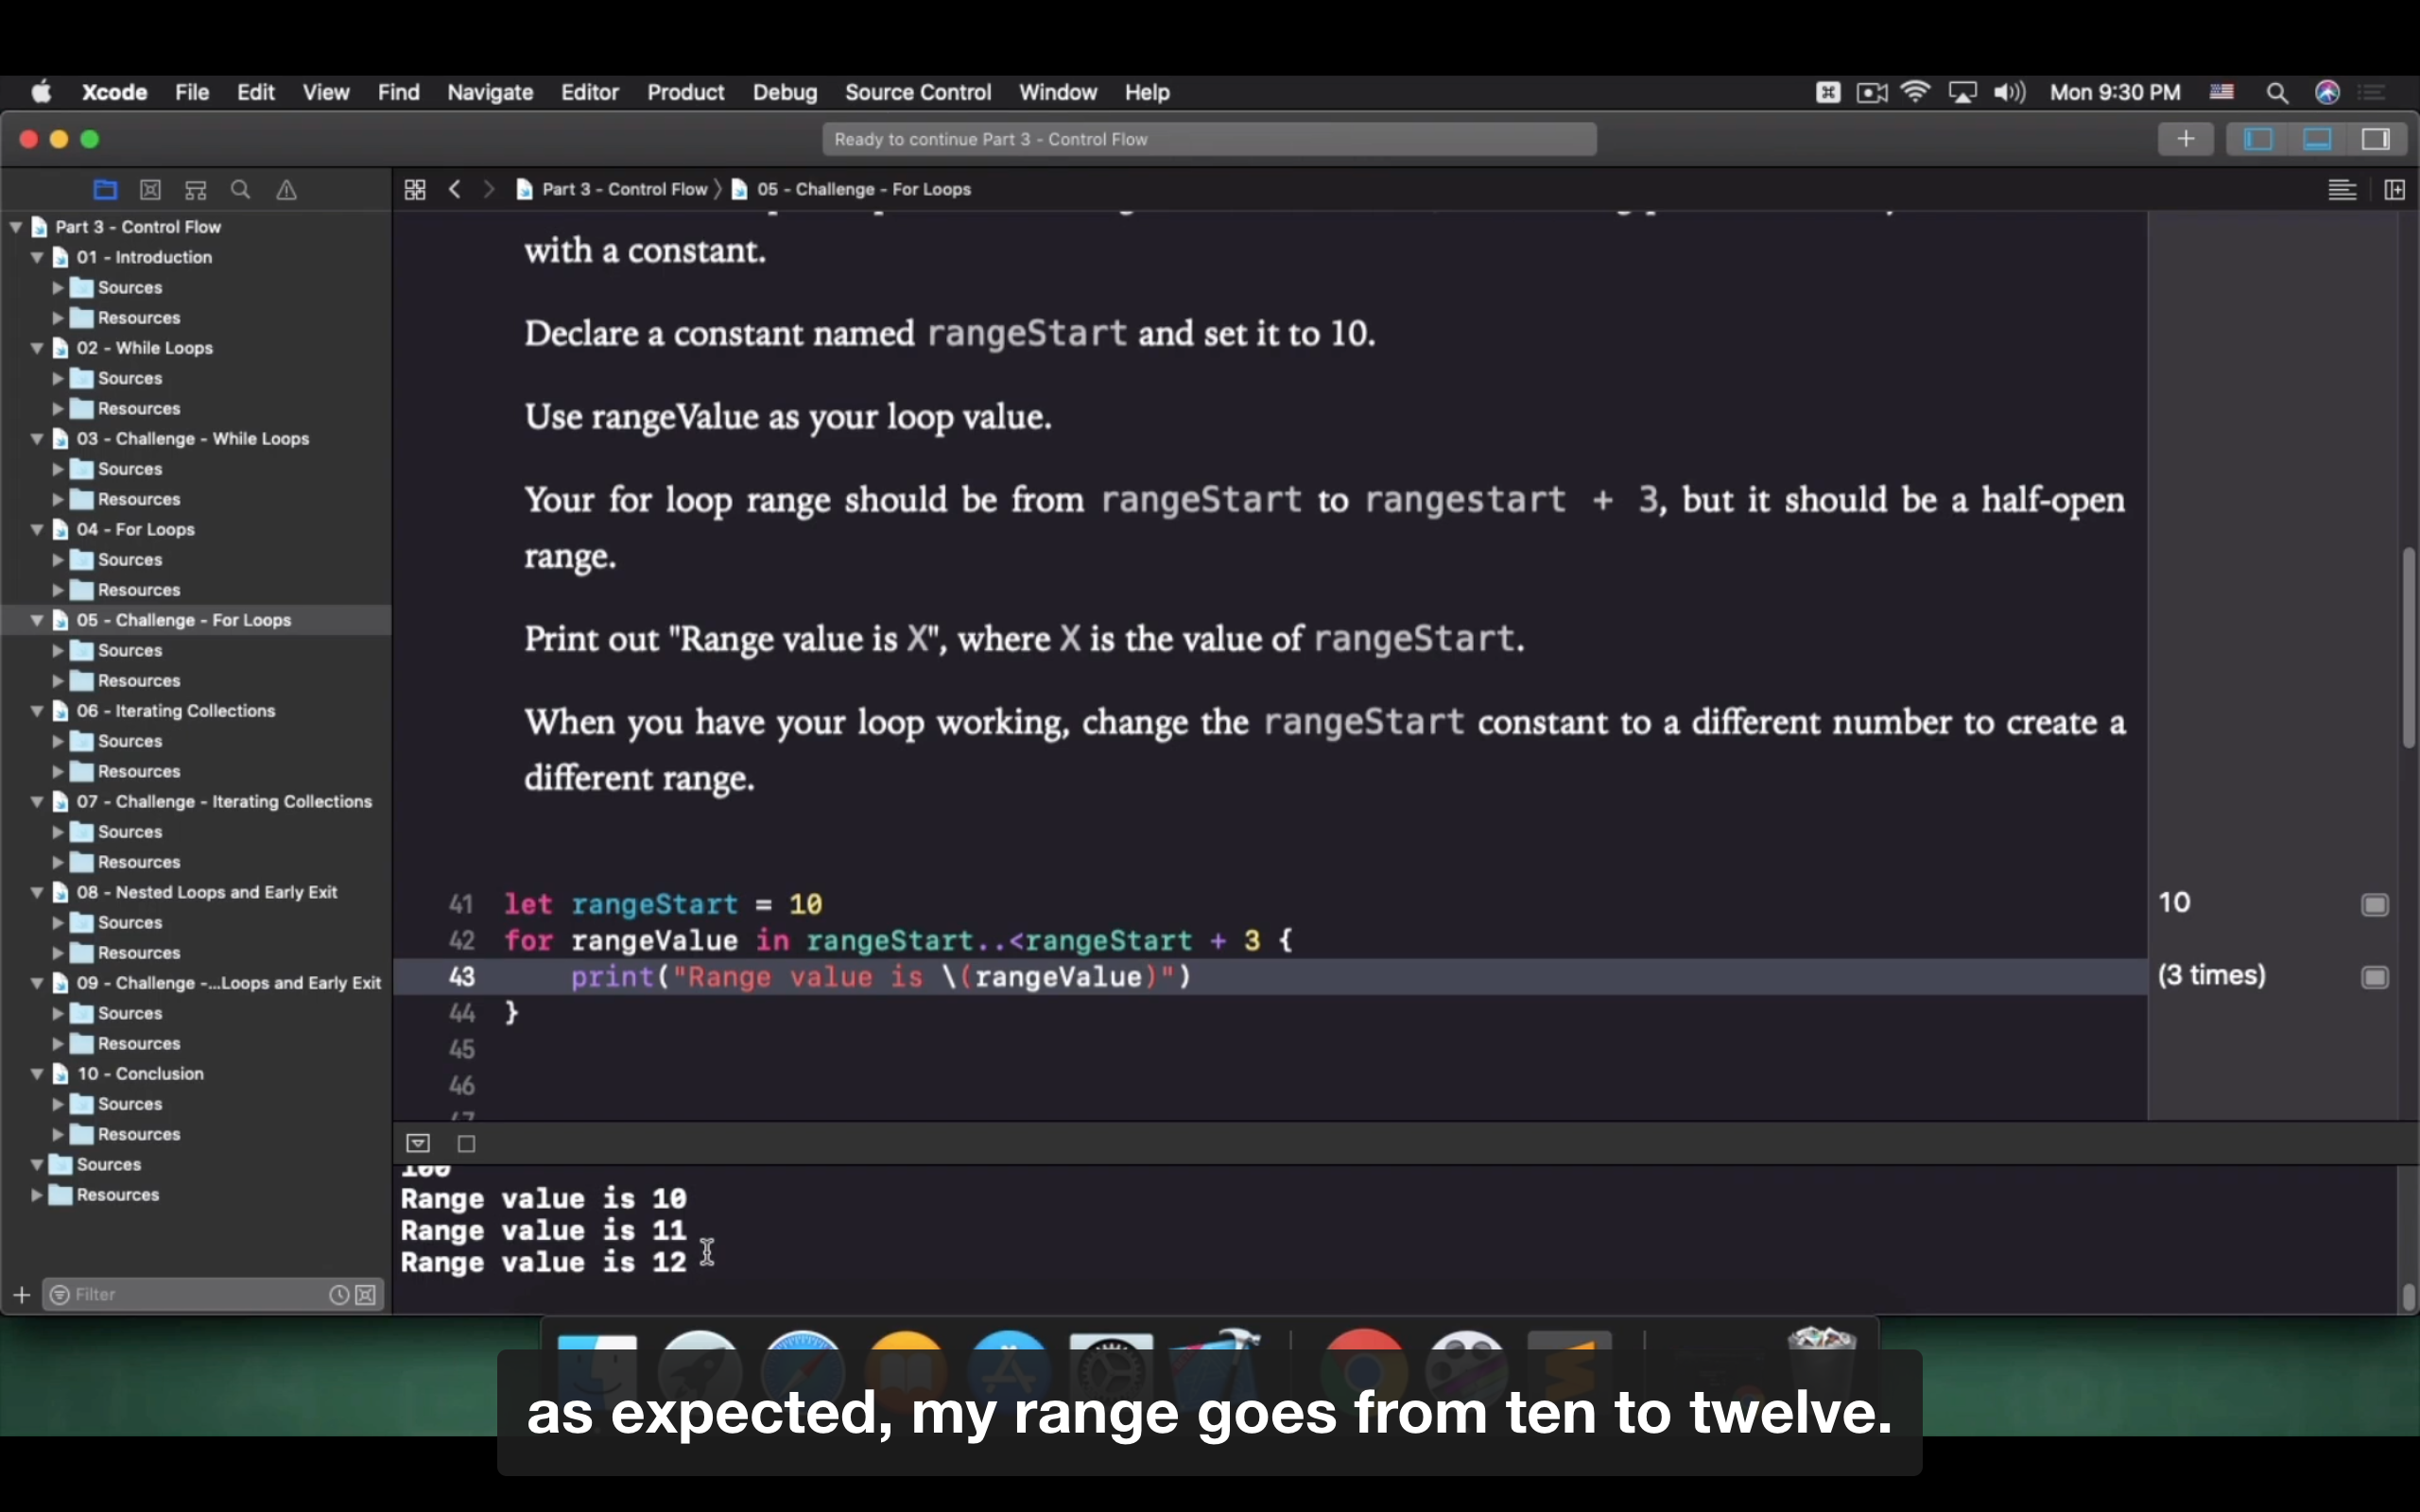 Xcode File Edit View Find Navigate Editor Product Debug Source Control Window Help Mon 9:30 PM
Ready to continue Part 3 - Control Flow
Part 3 - Control Flow 05 - Challenge - For Loops
Part 3 - Control Flow
01 - Introduction
Sources
Resources
02 - While Loops
Sources
Resources
03 - Challenge - While Loops
Sources
Resources
04 - For Loops
Sources
Resources
05 - Challenge - For Loops
Sources
Resources
06 - Iterating Collections
Sources
Resources
07 - Challenge - Iterating Collections
Sources
Resources
08 - Nested Loops and Early Exit
Sources
Resources
09 - Challenge -...Loops and Early Exit
Sources
Resources
10 - Conclusion
Sources
Resources
Sources
Resources
Filter
with a constant.
Declare a constant named rangeStart and set it to 10.
Use rangeValue as your loop value.
Your for loop range should be from rangeStart to rangestart + 3, but it should be a half-open
range.
Print out "Range value is X", where X is the value of rangeStart.
When you have your loop working, change the rangeStart constant to a different number to create a
different range.
41 let rangeStart = 10 10
42 for rangeValue in rangeStart..<rangeStart + 3 {
43 print("Range value is \(rangeValue)") (3 times)
44 }
45
46
47
100
Range value is 10
Range value is 11
Range value is 12
as expected, my range goes from ten to twelve.